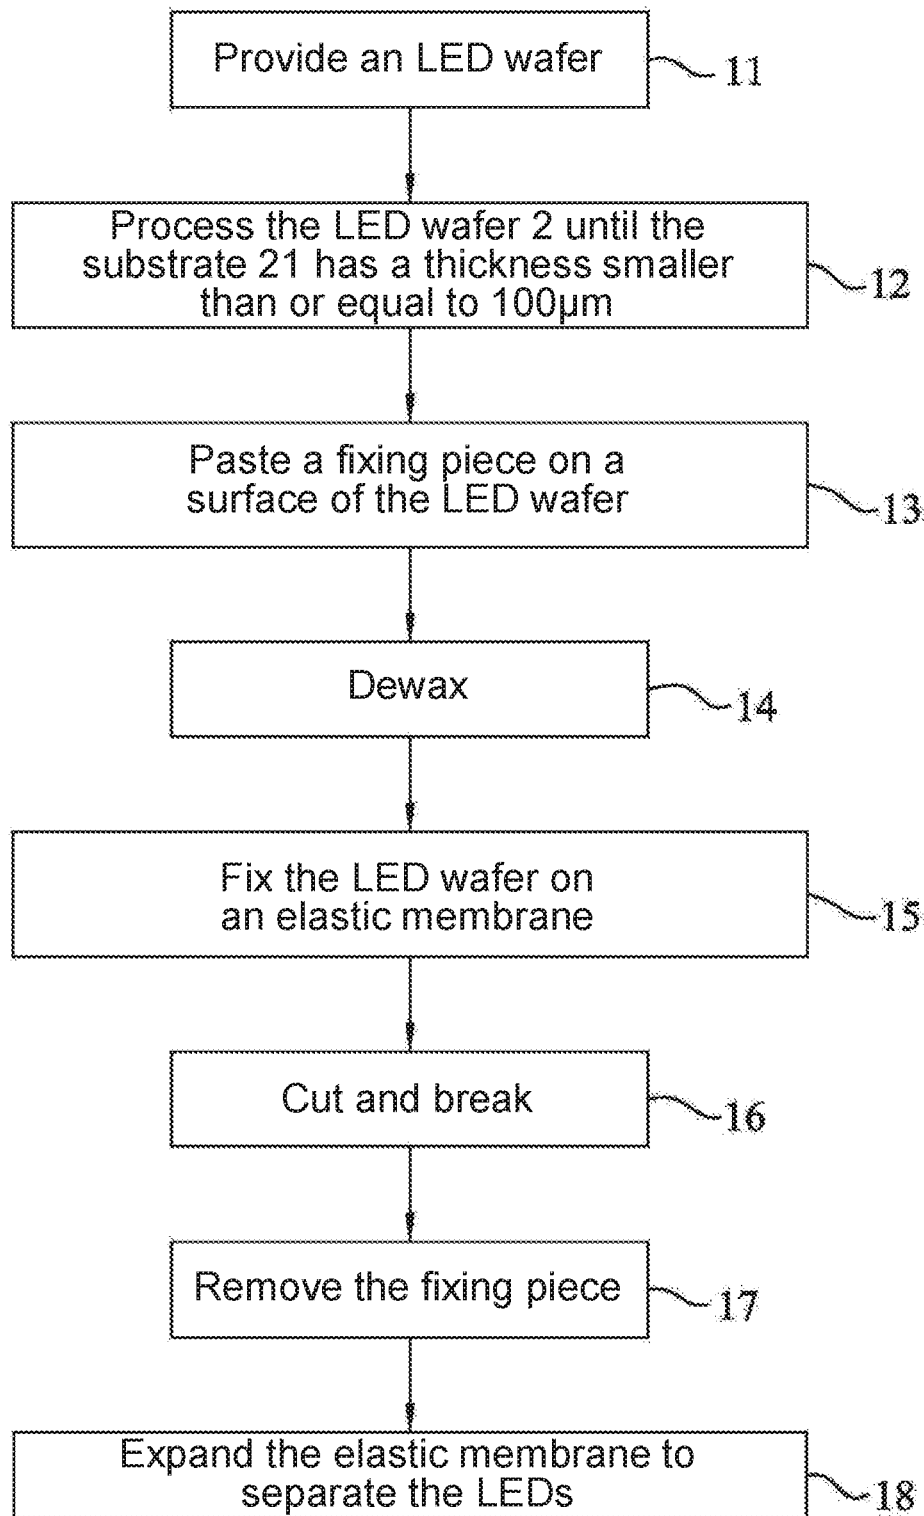 Provide an LED wafer
11
Process the LED wafer 2 until the
substrate 21 has a thickness smaller
than or equal to 100μm
12
Paste a fixing piece on a
surface of the LED wafer
13
Dewax
14
Fix the LED wafer on
an elastic membrane
15
Cut and break
16
Remove the fixing piece
17
Expand the elastic membrane to
separate the LEDs
18